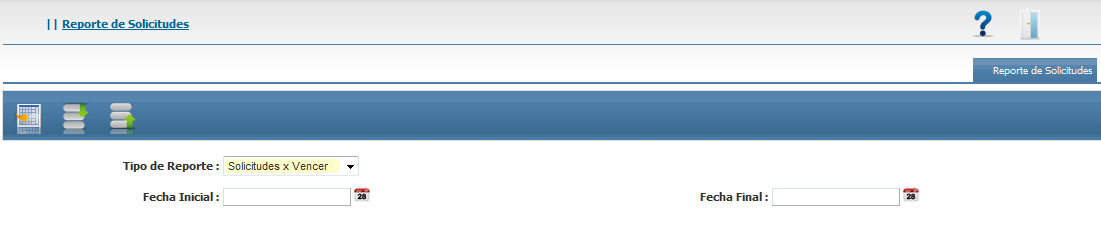 || Reporte de Solicitudes
Reporte de Solicitudes
Tipo de Reporte : Solicitudes x Vencer
Fecha Inicial : 28 Fecha Final : 28